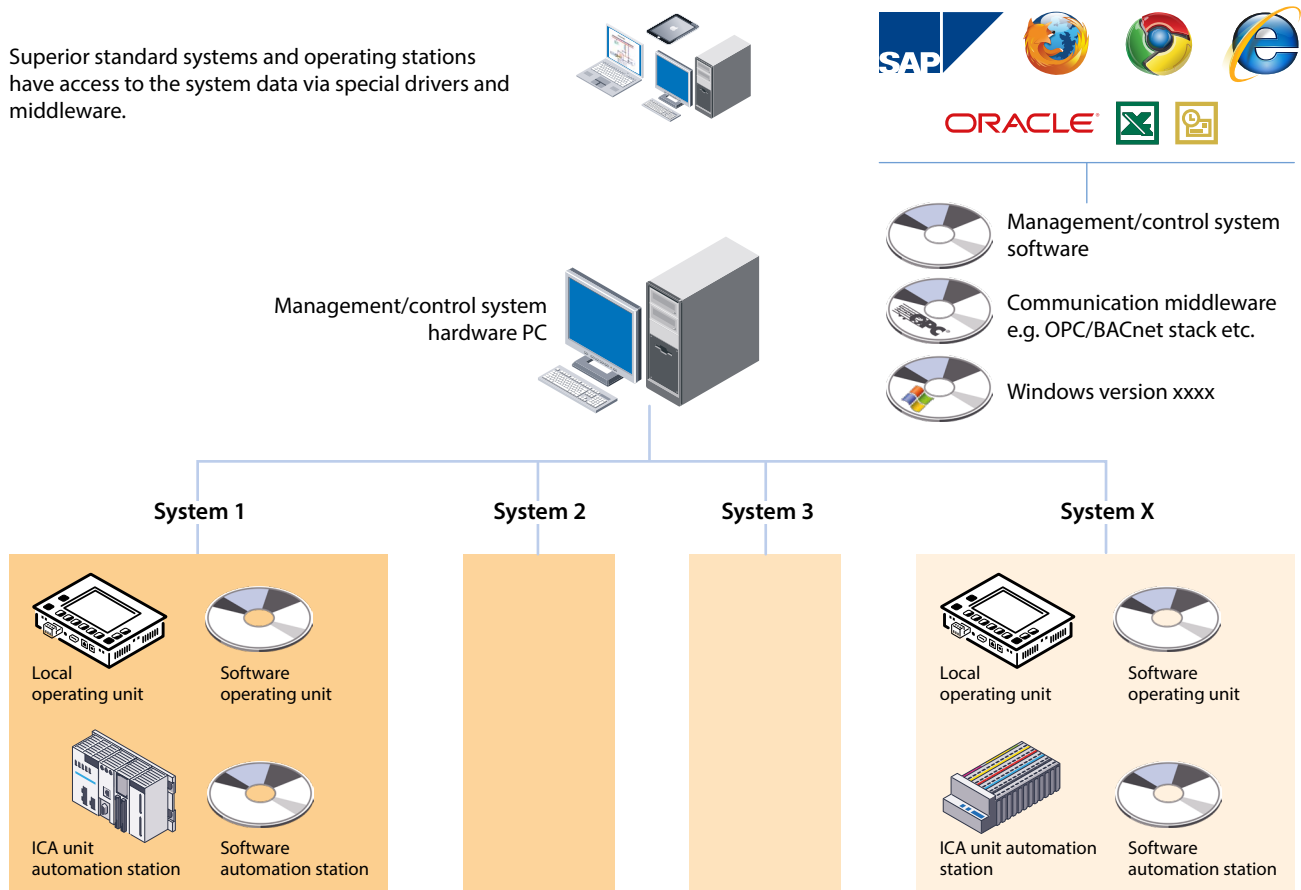 Superior standard systems and operating stations
have access to the system data via special drivers and
middleware.
SAP
ORACLE
Management/control system
software
Management/control system
hardware PC
OPC
Communication middleware
e.g. OPC/BACnet stack etc.
Windows version xxxx
System 1
System 2
System 3
System X
Local
operating unit
Software
operating unit
Local
operating unit
Software
operating unit
ICA unit
automation station
Software
automation station
ICA unit automation
station
Software
automation station